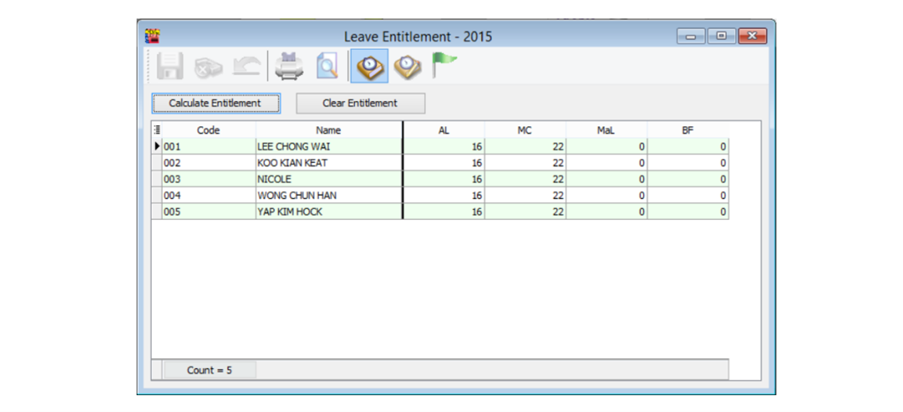 Leave Entitlement - 2015
Calculate Entitlement Clear Entitlement
Code Name AL MC MaL BF
001 LEE CHONG WAI 16 22 0 0
002 KOO KIAN KEAT 16 22 0 0
003 NICOLE 16 22 0 0
004 WONG CHUN HAN 16 22 0 0
005 YAP KIM HOCK 16 22 0 0
Count = 5